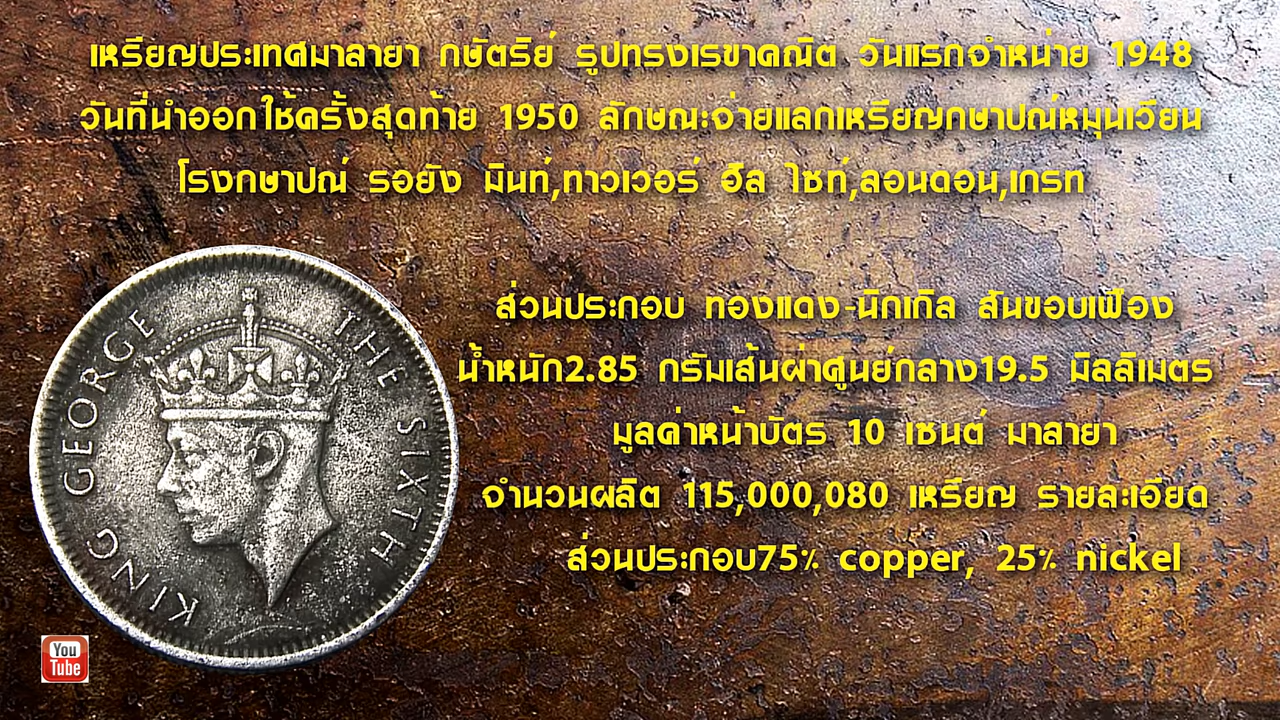 เหรียญประเทศมาลายา กษัตริย์ รูปทรงเรขาคณิต วันแรกจำหน่าย 1948
วันที่นำออกใช้ครั้งสุดท้าย 1950 ลักษณะจ่ายแลกเหรียญกษาปณ์หมุนเวียน
โรงกษาปณ์ รอยัง มินท์,ทาวเวอร์ ฮิล ไซท์,ลอนดอน,เกรท
ส่วนประกอบ ทองแดง-นิกเกิล สันขอบเฟือง
น้ำหนัก2.85 กรัมเส้นผ่าศูนย์กลาง19.5 มิลลิเมตร
มูลค่าหน้าบัตร 10 เซนต์ มาลายา
จำนวนผลิต 115,000,080 เหรียญ รายละเอียด
ส่วนประกอบ75% copper, 25% nickel
KING GEORGE THE SIXTH
You
Tube